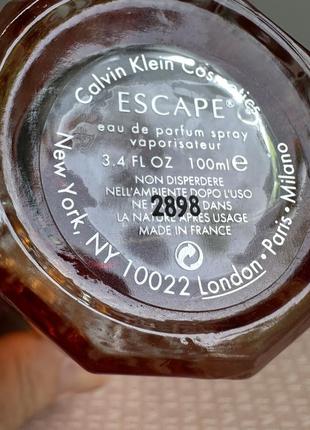 Calvin Klein Cosmetics
ESCAPE®
eau de parfum spray
vaporisateur
3.4 FL OZ 100ml ℮
NON DISPERDERE
NELL'AMBIENTE DOPO L'USO
NE 2898 DANS
LA NATURE APRÈS USAGE
MADE IN FRANCE
New York, NY 10022 London • Paris • Milano